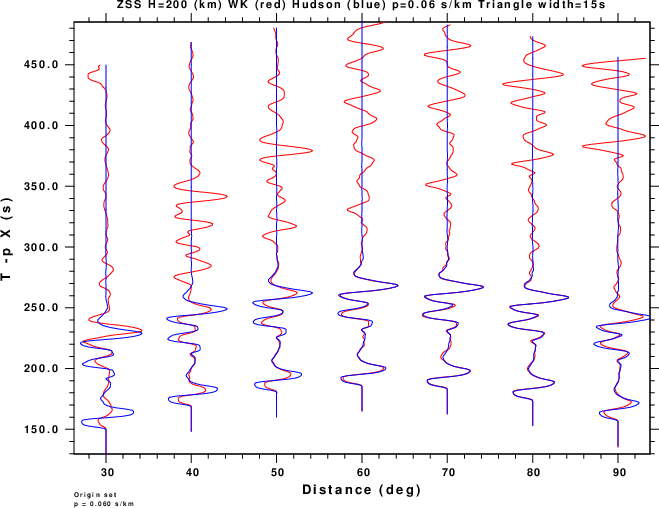 ZSS H=200 (km) WK (red) Hudson (blue) p=0.06 s/km Triangle width=15s
450.0
400.0
350.0
300.0
250.0
200.0
150.0
T -p X (s)
30 40 50 60 70 80 90
Distance (deg)
Origin set
p = 0.060 s/km